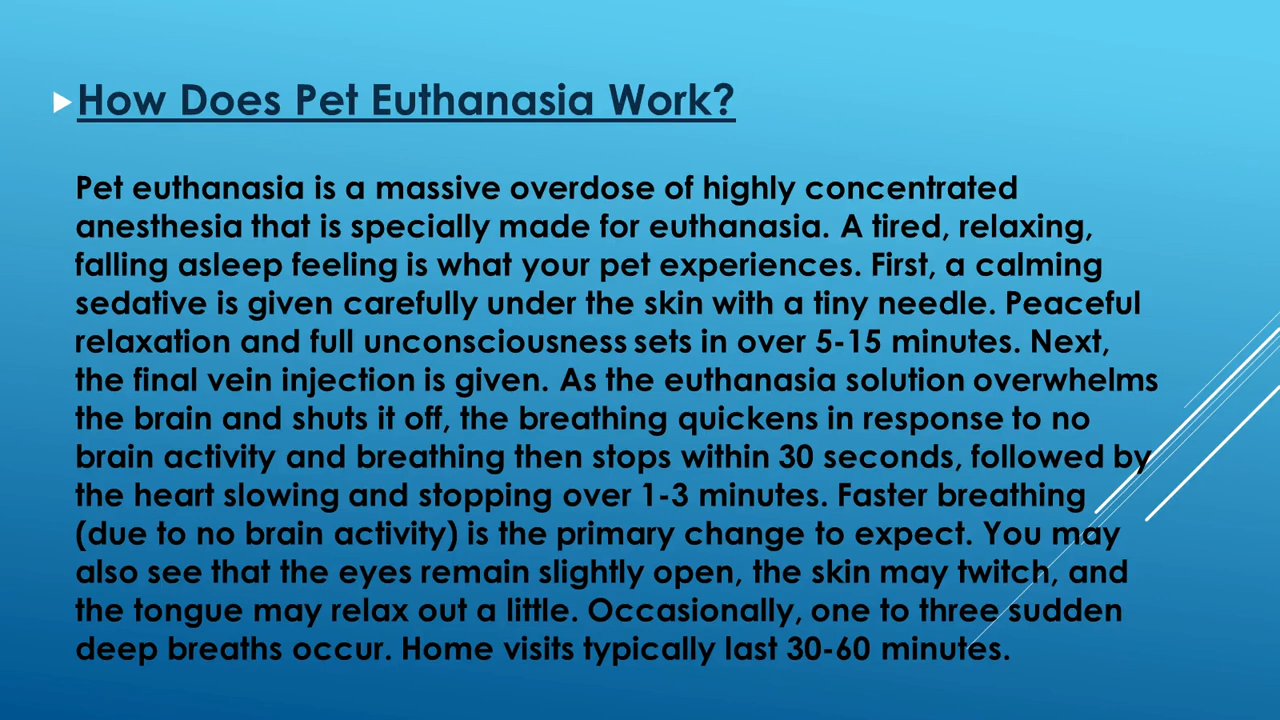 How Does Pet Euthanasia Work?
Pet euthanasia is a massive overdose of highly concentrated
anesthesia that is specially made for euthanasia. A tired, relaxing,
falling asleep feeling is what your pet experiences. First, a calming
sedative is given carefully under the skin with a tiny needle. Peaceful
relaxation and full unconsciousness sets in over 5-15 minutes. Next,
the final vein injection is given. As the euthanasia solution overwhelms
the brain and shuts it off, the breathing quickens in response to no
brain activity and breathing then stops within 30 seconds, followed by
the heart slowing and stopping over 1-3 minutes. Faster breathing
(due to no brain activity) is the primary change to expect. You may
also see that the eyes remain slightly open, the skin may twitch, and
the tongue may relax out a little. Occasionally, one to three sudden
deep breaths occur. Home visits typically last 30-60 minutes.